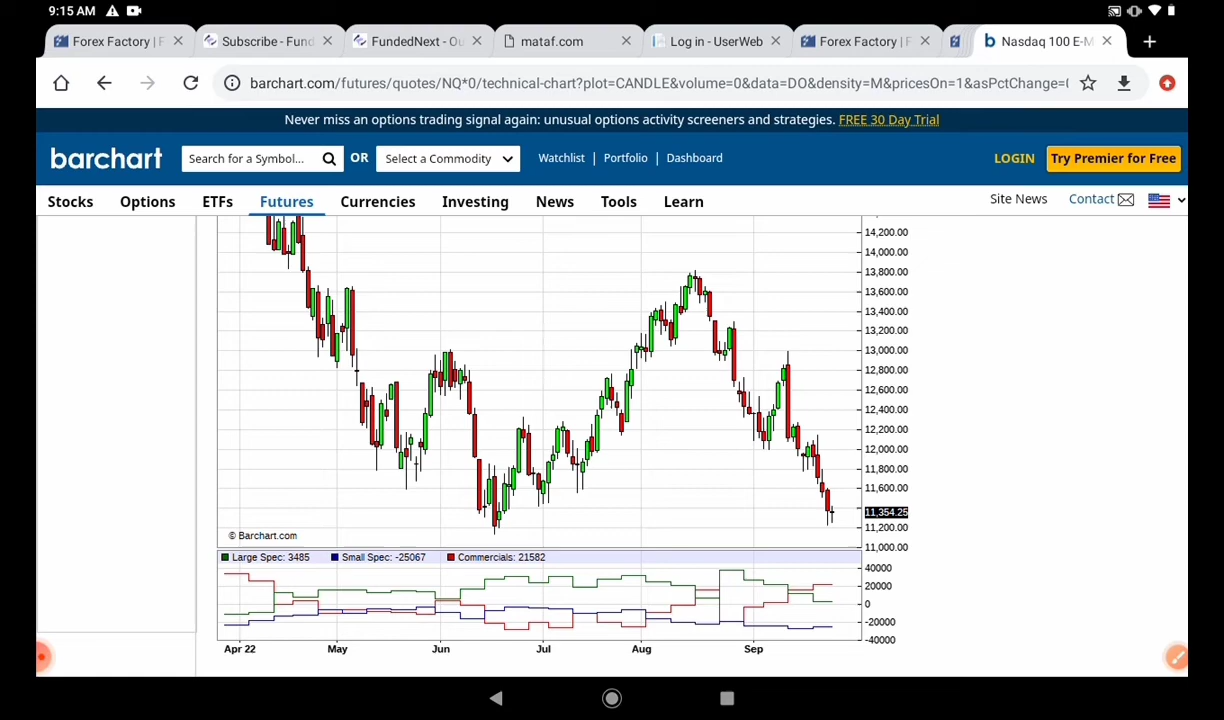 9:15 AM
Forex Factory | F
Subscribe - Fund
FundedNext - Ou
mataf.com
Log in - UserWeb
Forex Factory | F
Nasdaq 100 E-M
barchart.com/futures/quotes/NQ*0/technical-chart?plot=CANDLE&volume=0&data=DO&density=M&pricesOn=1&asPctChange=(
Never miss an options trading signal again: unusual options activity screeners and strategies. FREE 30 Day Trial
barchart
Search for a Symbol...
OR
Select a Commodity
Watchlist | Portfolio | Dashboard
LOGIN
Try Premier for Free
Stocks
Options
ETFs
Futures
Currencies
Investing
News
Tools
Learn
Site News
Contact
14,200.00
14,000.00
13,800.00
13,600.00
13,400.00
13,200.00
13,000.00
12,800.00
12,600.00
12,400.00
12,200.00
12,000.00
11,800.00
11,600.00
11,354.25
11,200.00
11,000.00
© Barchart.com
Large Spec: 3485
Small Spec: -25067
Commercials: 21582
40000
20000
0
-20000
-40000
Apr 22
May
Jun
Jul
Aug
Sep